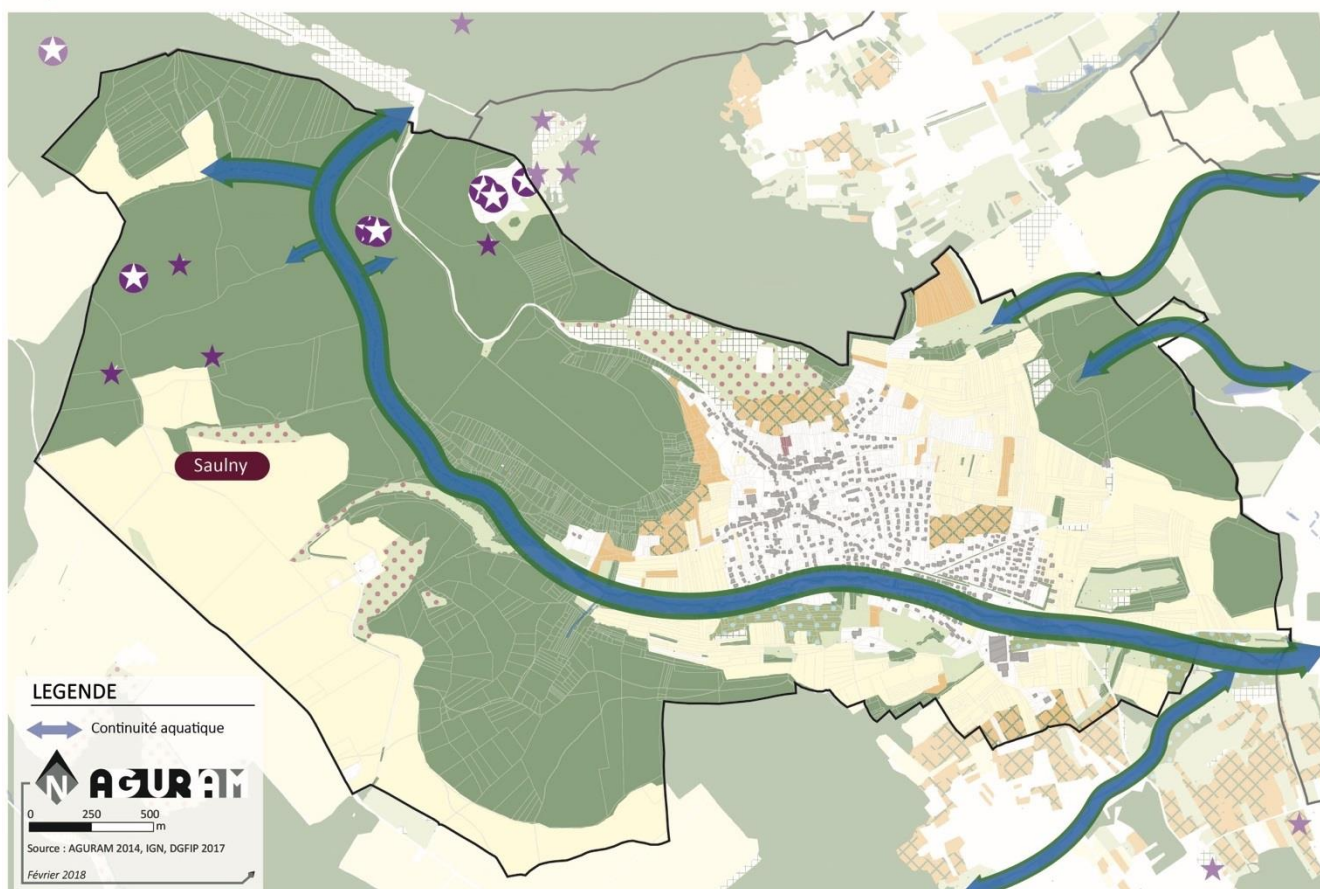 Saulny
LEGENDE
Continuité aquatique
N AGURAM
0 250 500
m
Source : AGURAM 2014, IGN, DGFIP 2017
Février 2018